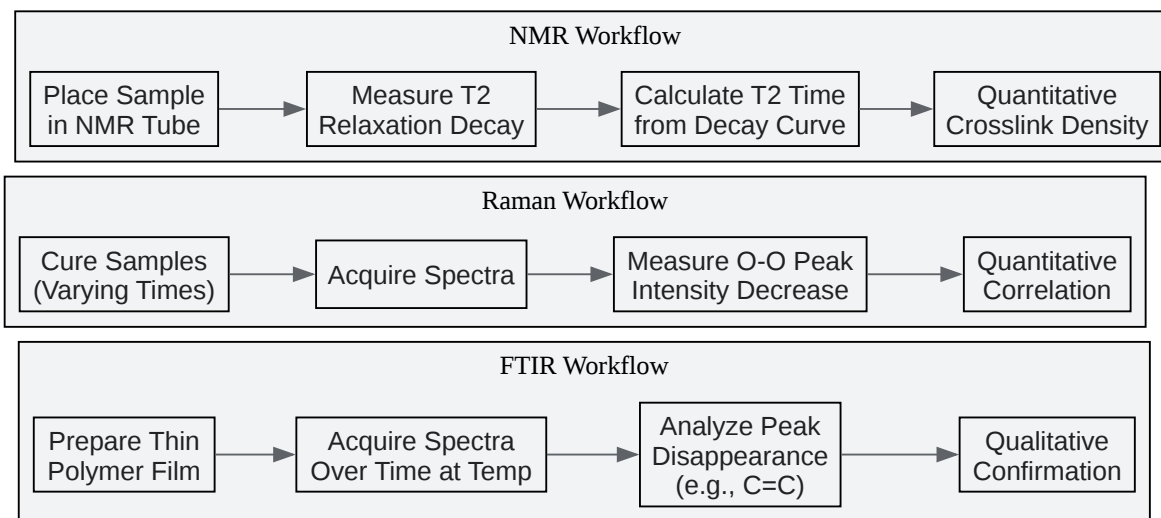 NMR Workflow
Place Sample
in NMR Tube
Measure T2
Relaxation Decay
Calculate T2 Time
from Decay Curve
Quantitative
Crosslink Density
Raman Workflow
Cure Samples
(Varying Times)
Acquire Spectra
Measure O-O Peak
Intensity Decrease
Quantitative
Correlation
FTIR Workflow
Prepare Thin
Polymer Film
Acquire Spectra
Over Time at Temp
Analyze Peak
Disappearance
(e.g., C=C)
Qualitative
Confirmation